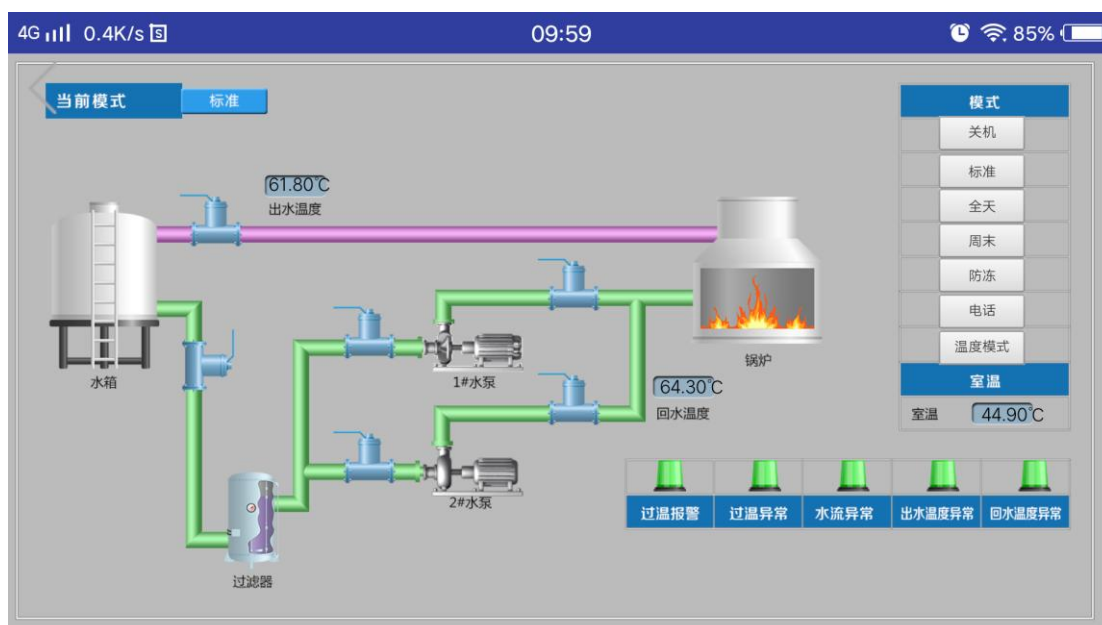 4G 0.4K/s 09:59 85%
当前模式 标准
61.80℃
出水温度
水箱
1#水泵
2#水泵
过滤器
锅炉
64.30℃
回水温度
模式
关机
标准
全天
周末
防冻
电话
温度模式
室温
室温 44.90℃
过温报警 过温异常 水流异常 出水温度异常 回水温度异常